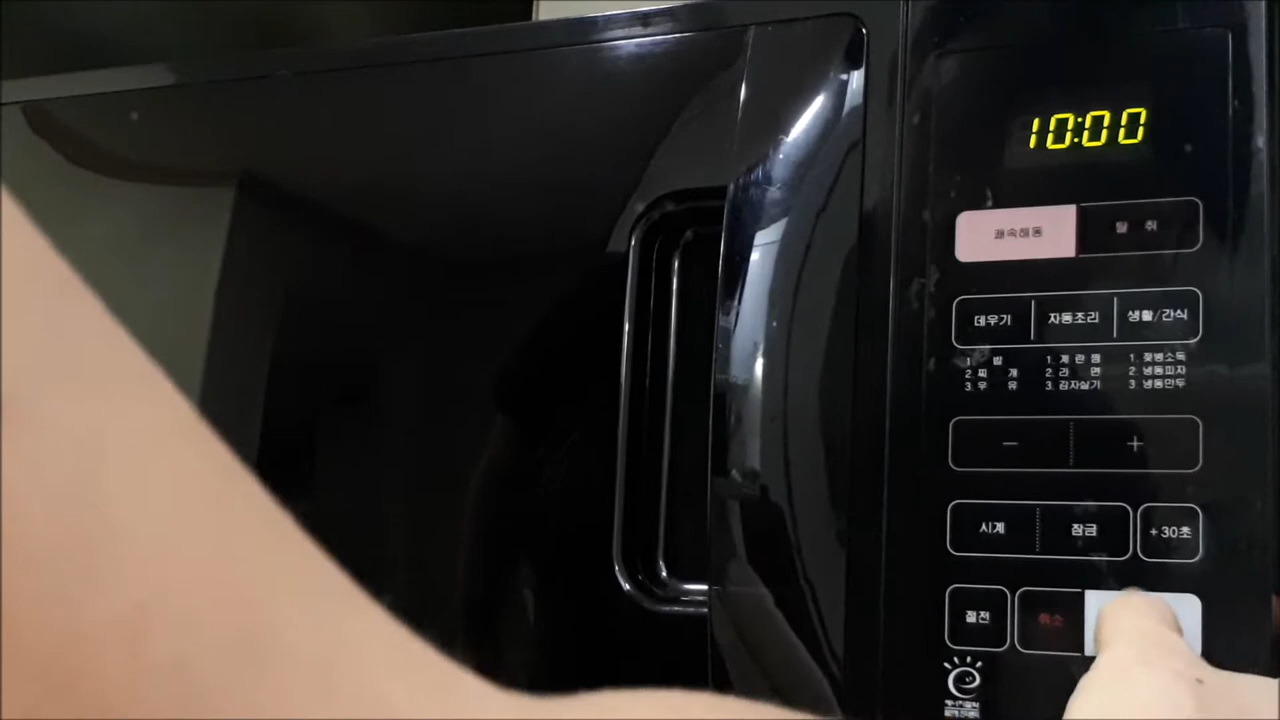 10:00
쾌속해동 탈 취
데우기 자동조리 생활/간식
1. 밥 1. 계 란 찜 1. 젖병소독
2. 찌 개 2. 라 면 2. 냉동피자
3. 우 유 3. 감자삶기 3. 냉동만두
− +
시계 잠금 +30초
절전 취소